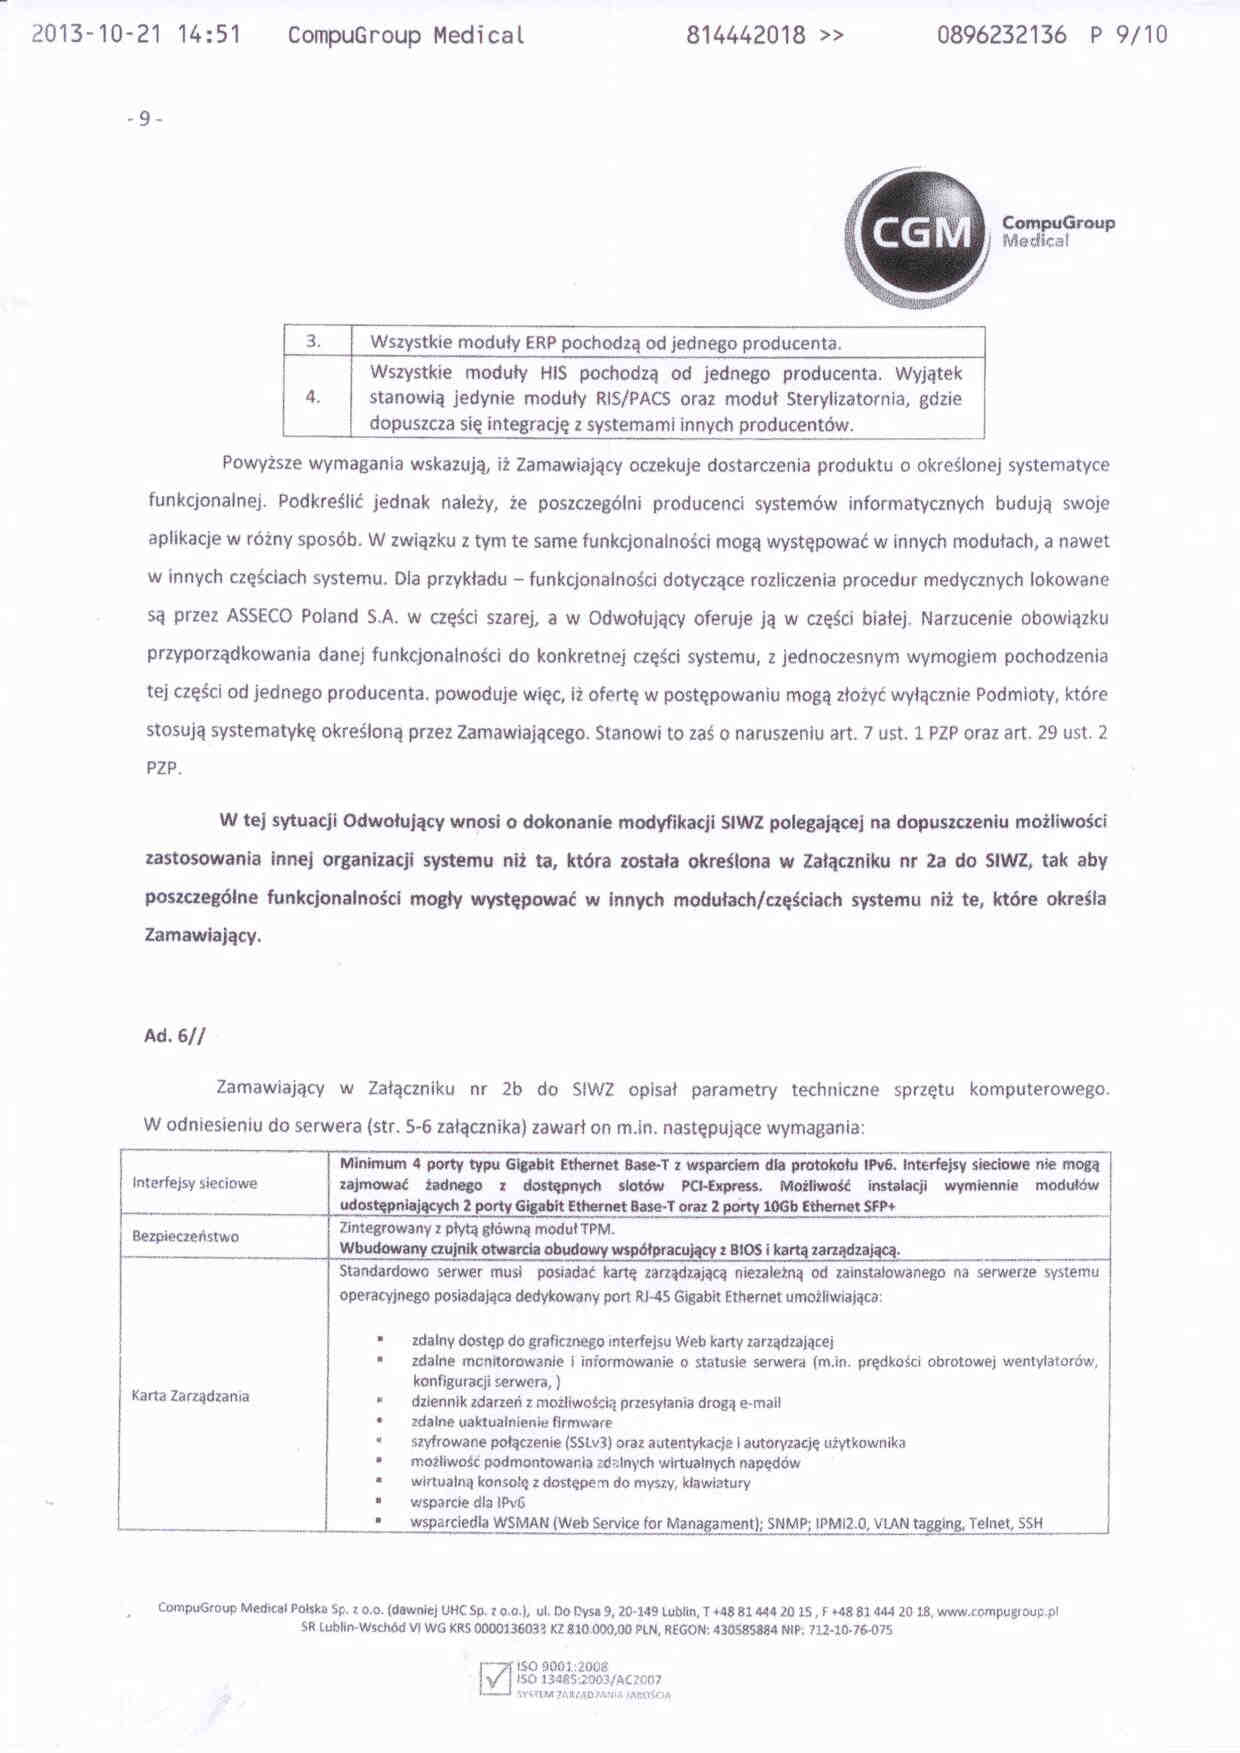 2013-10-21 14:51 CompuGroup Medical 814442018 >> 0896232136 P 9/10
- 9 -
CGM CompuGroup
Medical
3. Wszystkie moduły ERP pochodzą od jednego producenta.
Wszystkie moduły HIS pochodzą od jednego producenta. Wyjątek
4. stanowią jedynie moduły RIS/PACS oraz moduł Sterylizatornia, gdzie
dopuszcza się integrację z systemami innych producentów.
Powyższe wymagania wskazują, iż Zamawiający oczekuje dostarczenia produktu o określonej systematyce
funkcjonalnej. Podkreślić jednak należy, że poszczególni producenci systemów informatycznych budują swoje
aplikacje w różny sposób. W związku z tym te same funkcjonalności mogą występować w innych modułach, a nawet
w innych częściach systemu. Dla przykładu – funkcjonalności dotyczące rozliczenia procedur medycznych lokowane
są przez ASSECO Poland S.A. w części szarej, a w Odwołujący oferuje ją w części białej. Narzucenie obowiązku
przyporządkowania danej funkcjonalności do konkretnej części systemu, z jednoczesnym wymogiem pochodzenia
tej części od jednego producenta. powoduje więc, iż ofertę w postępowaniu mogą złożyć wyłącznie Podmioty, które
stosują systematykę określoną przez Zamawiającego. Stanowi to zaś o naruszeniu art. 7 ust. 1 PZP oraz art. 29 ust. 2
PZP.
W tej sytuacji Odwołujący wnosi o dokonanie modyfikacji SIWZ polegającej na dopuszczeniu możliwości
zastosowania innej organizacji systemu niż ta, która została określona w Załączniku nr 2a do SIWZ, tak aby
poszczególne funkcjonalności mogły występować w innych modułach/częściach systemu niż te, które określa
Zamawiający.
Ad. 6//
Zamawiający w Załączniku nr 2b do SIWZ opisał parametry techniczne sprzętu komputerowego.
W odniesieniu do serwera (str. 5-6 załącznika) zawarł on m.in. następujące wymagania:
Minimum 4 porty typu Gigabit Ethernet Base-T z wsparciem dla protokołu IPv6. Interfejsy sieciowe nie mogą
Interfejsy sieciowe zajmować żadnego z dostępnych slotów PCI-Express. Możliwość instalacji wymiennie modułów
udostępniających 2 porty Gigabit Ethernet Base-T oraz 2 porty 10Gb Ethernet SFP+
Bezpieczeństwo Zintegrowany z płytą główną moduł TPM.
Wbudowany czujnik otwarcia obudowy współpracujący z BIOS i kartą zarządzającą.
Standardowo serwer musi posiadać kartę zarządzającą niezależną od zainstalowanego na serwerze systemu
operacyjnego posiadająca dedykowany port RJ-45 Gigabit Ethernet umożliwiająca:
▪ zdalny dostęp do graficznego interfejsu Web karty zarządzającej
▪ zdalne monitorowanie i informowanie o statusie serwera (m.in. prędkości obrotowej wentylatorów,
konfiguracji serwera, )
Karta Zarządzania
▪ dziennik zdarzeń z możliwością przesyłania drogą e-mail
▪ zdalne uaktualnienie firmware
▪ szyfrowane połączenie (SSLv3) oraz autentykacje i autoryzację użytkownika
▪ możliwość podmontowania zdalnych wirtualnych napędów
▪ wirtualną konsolę z dostępem do myszy, klawiatury
▪ wsparcie dla IPv6
▪ wsparciedla WSMAN (Web Service for Managament); SNMP; IPMI2.0, VLAN tagging, Telnet, SSH
CompuGroup Medical Polska Sp. z o.o. (dawniej UHC Sp. z o.o.), ul. Do Dysa 9, 20-149 Lublin, T +48 81 444 20 15 , F +48 81 444 20 18, www.compugroup.pl
SR Lublin-Wschód VI WG KRS 0000136033 KZ 810.000,00 PLN, REGON: 430585884 NIP: 712-10-76-075
ISO 9001:2008
ISO 13485:2003/AC2007
SYSTEM ZARZĄDZANIA JAKOŚCIĄ